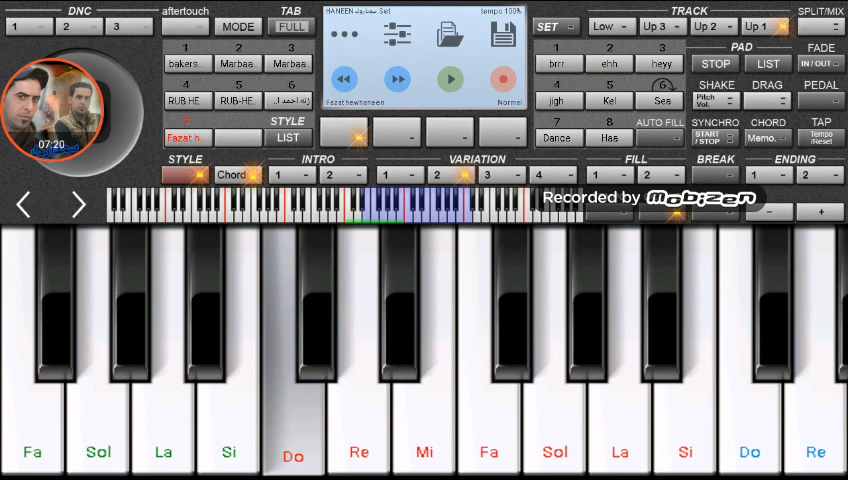 DNC aftertouch TAB TRACK SPLIT/MIX
1 2 3 MODE FULL
HANEEN Set tempo 100%
SET Low Up 3 Up 2 Up 1
Fazat hewhaneen Normal
1 2 3
bakers. Marbaa. Marbaa.
4 5 6
RUB-HE. RUB-HE.
7 STYLE
Fazat h. LIST
1 2 3
brrr ehh heyy
4 5 6
jigh Kel Sea
7 8 AUTO FILL
Dance Haa
PAD FADE
STOP LIST IN / OUT
SHAKE DRAG PEDAL
Pitch Vol.
SYNCHRO CHORD TAP
START / STOP Memo. Tempo /Reset
07:20
STYLE INTRO VARIATION FILL BREAK ENDING
Chord 1 2 1 2 3 4 1 2 1 2
Recorded by MOBIZEN
- +
Fa Sol La Si Do Re Mi Fa Sol La Si Do Re